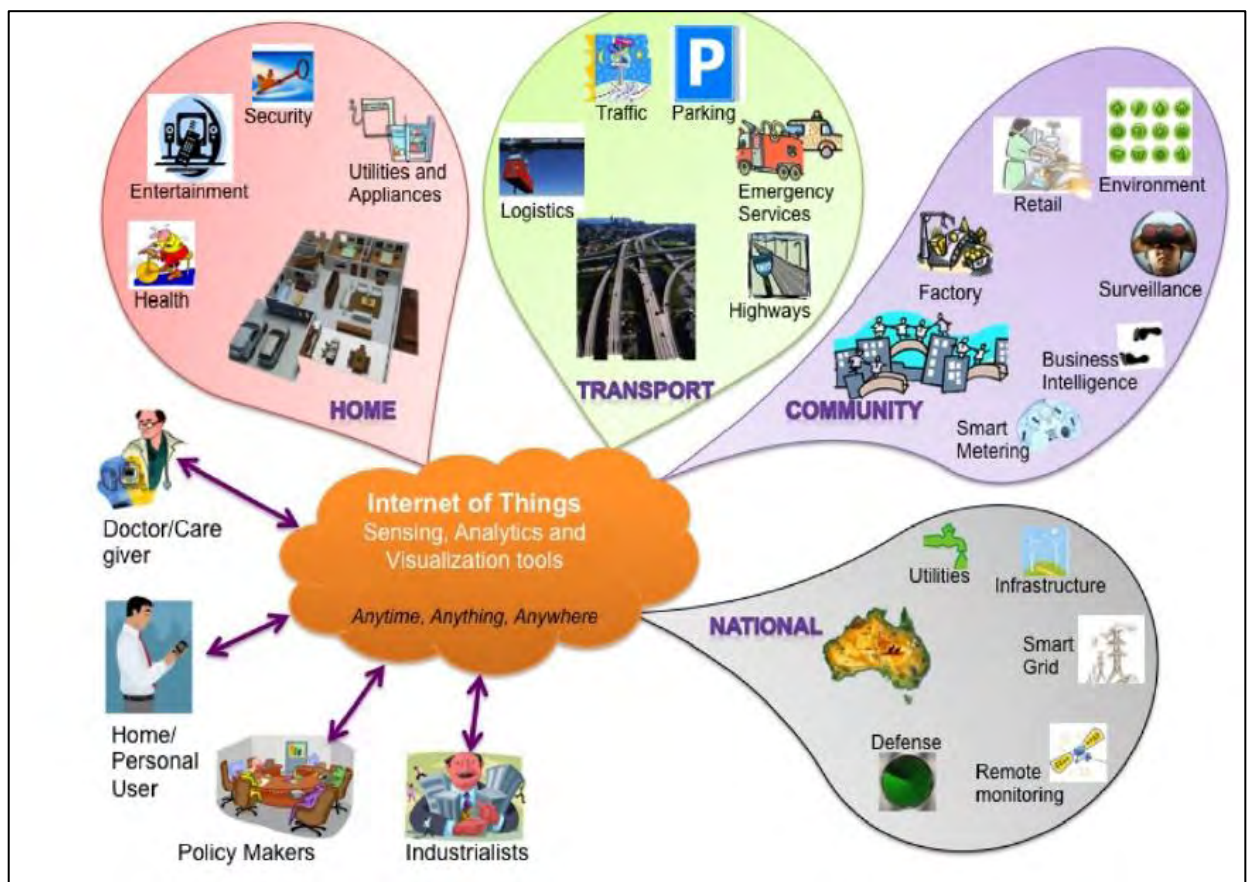 Security
Entertainment
Utilities and
Appliances
Health
HOME
Traffic
Parking
P
Logistics
Emergency
Services
Highways
TRANSPORT
Retail
Environment
Factory
Surveillance
Business
Intelligence
Smart
Metering
COMMUNITY
Internet of Things
Sensing, Analytics and
Visualization tools
Anytime, Anything, Anywhere
Doctor/Care
giver
Home/
Personal
User
Policy Makers
Industrialists
NATIONAL
Utilities
Infrastructure
Smart
Grid
Defense
Remote
monitoring